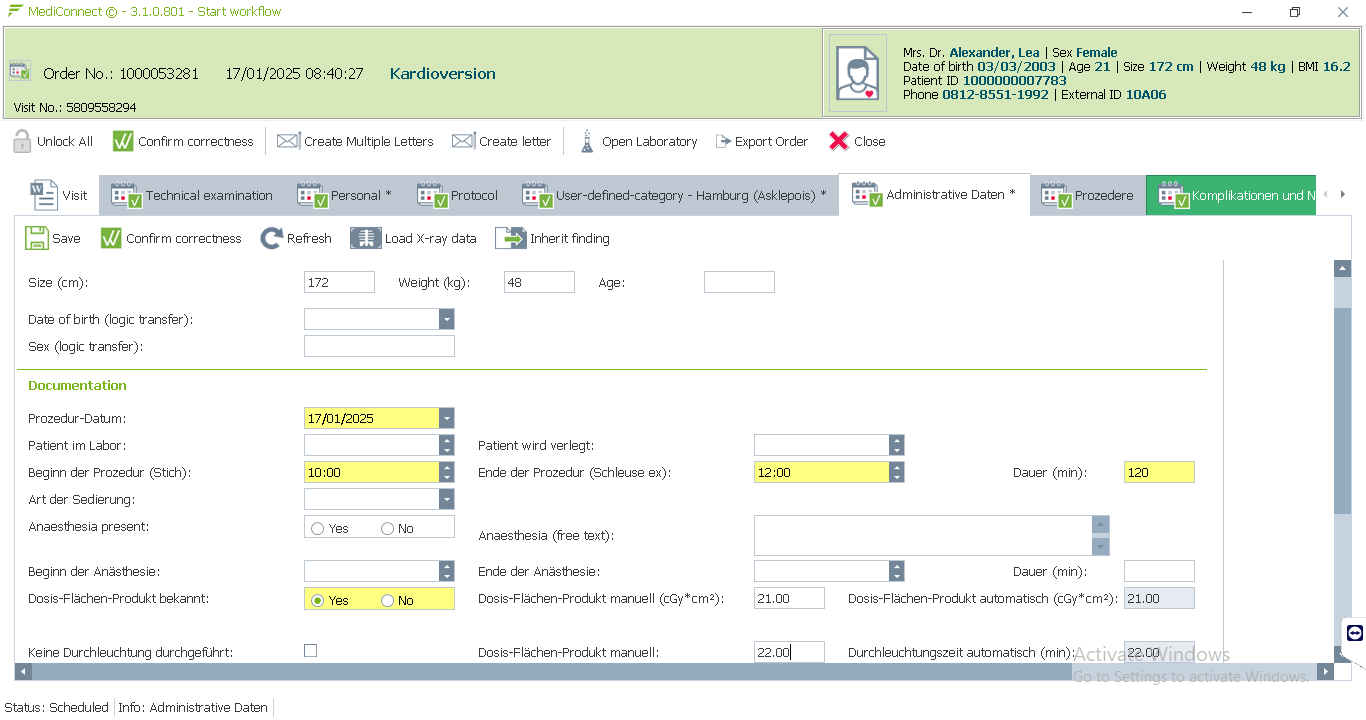 MediConnect © - 3.1.0.801 - Start workflow
Order No.: 1000053281 17/01/2025 08:40:27 Kardioversion
Visit No.: 5809558294
Mrs. Dr. Alexander, Lea | Sex Female
Date of birth 03/03/2003 | Age 21 | Size 172 cm | Weight 48 kg | BMI 16.2
Patient ID 1000000007783
Phone 0812-8551-1992 | External ID 10A06
Unlock All Confirm correctness Create Multiple Letters Create letter Open Laboratory Export Order Close
Visit Technical examination Personal * Protocol User-defined-category - Hamburg (Asklepois) * Administrative Daten * Prozedere Komplikationen und N
Save Confirm correctness Refresh Load X-ray data Inherit finding
Size (cm): 172 Weight (kg): 48 Age:
Date of birth (logic transfer):
Sex (logic transfer):
Documentation
Prozedur-Datum: 17/01/2025
Patient im Labor: Patient wird verlegt:
Beginn der Prozedur (Stich): 10:00 Ende der Prozedur (Schleuse ex): 12:00 Dauer (min): 120
Art der Sedierung:
Anaesthesia present: Yes No Anaesthesia (free text):
Beginn der Anästhesie: Ende der Anästhesie: Dauer (min):
Dosis-Flächen-Produkt bekannt: Yes No Dosis-Flächen-Produkt manuell (cGy*cm²): 21.00 Dosis-Flächen-Produkt automatisch (cGy*cm²): 21.00
Keine Durchleuchtung durchgeführt: Dosis-Flächen-Produkt manuell: 22.00 Durchleuchtungszeit automatisch (min): 22.00
Activate Windows
Go to Settings to activate Windows.
Status: Scheduled Info: Administrative Daten